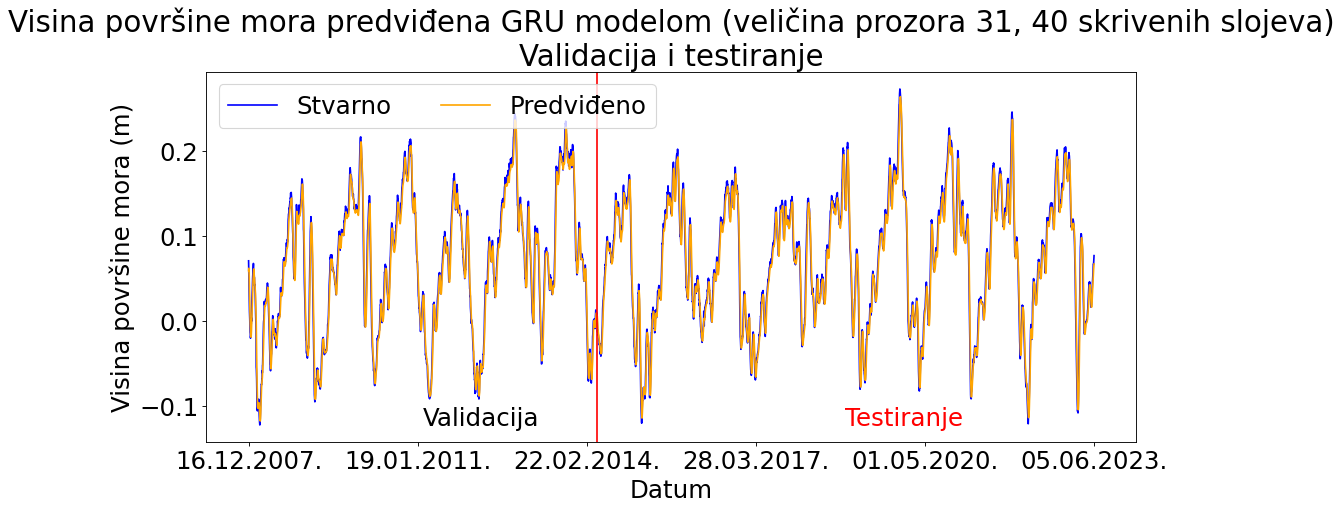 Visina površine mora predviđena GRU modelom (veličina prozora 31, 40 skrivenih slojeva)
Validacija i testiranje
Stvarno Predviđeno
Visina površine mora (m)
0.2
0.1
0.0
−0.1
Validacija
Testiranje
16.12.2007. 19.01.2011. 22.02.2014. 28.03.2017. 01.05.2020. 05.06.2023.
Datum